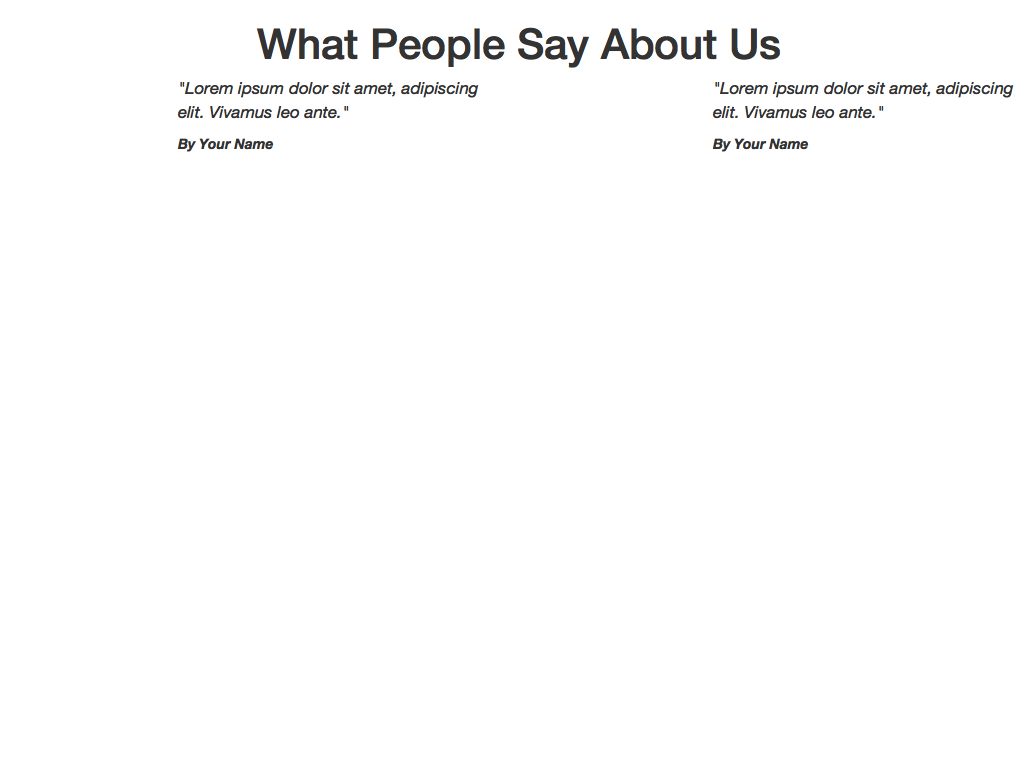 What People Say About Us
"Lorem ipsum dolor sit amet, adipiscing
elit. Vivamus leo ante."
By Your Name
"Lorem ipsum dolor sit amet, adipiscing
elit. Vivamus leo ante."
By Your Name